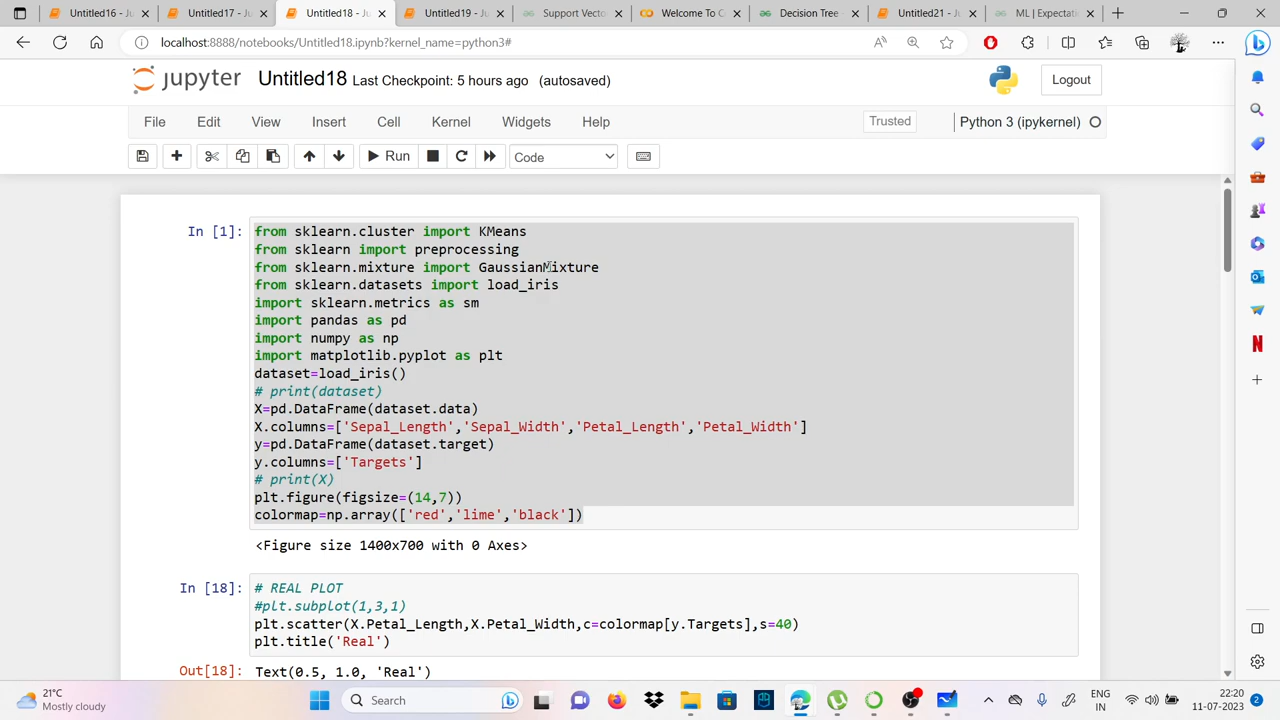 Untitled16 -
Untitled17 - Ju
Untitled18 - Ju
Untitled19 - Ju
Support Vecto
Welcome To C
Decision Tree -
Untitled21 - Ju
ML | Expectati
localhost:8888/notebooks/Untitled18.ipynb?kernel_name=python3#
jupyter Untitled18 Last Checkpoint: 5 hours ago (autosaved)
Logout
File Edit View Insert Cell Kernel Widgets Help
Trusted
Python 3 (ipykernel)
Run
Code
In [1]:
from sklearn.cluster import KMeans
from sklearn import preprocessing
from sklearn.mixture import GaussianMixture
from sklearn.datasets import load_iris
import sklearn.metrics as sm
import pandas as pd
import numpy as np
import matplotlib.pyplot as plt
dataset=load_iris()
# print(dataset)
X=pd.DataFrame(dataset.data)
X.columns=['Sepal_Length','Sepal_Width','Petal_Length','Petal_Width']
y=pd.DataFrame(dataset.target)
y.columns=['Targets']
# print(X)
plt.figure(figsize=(14,7))
colormap=np.array(['red','lime','black'])
<Figure size 1400x700 with 0 Axes>
In [18]:
# REAL PLOT
#plt.subplot(1,3,1)
plt.scatter(X.Petal_Length,X.Petal_Width,c=colormap[y.Targets],s=40)
plt.title('Real')
Out[18]: Text(0.5, 1.0, 'Real')
21°C
Mostly cloudy
Search
ENG
IN
22:20
11-07-2023
2